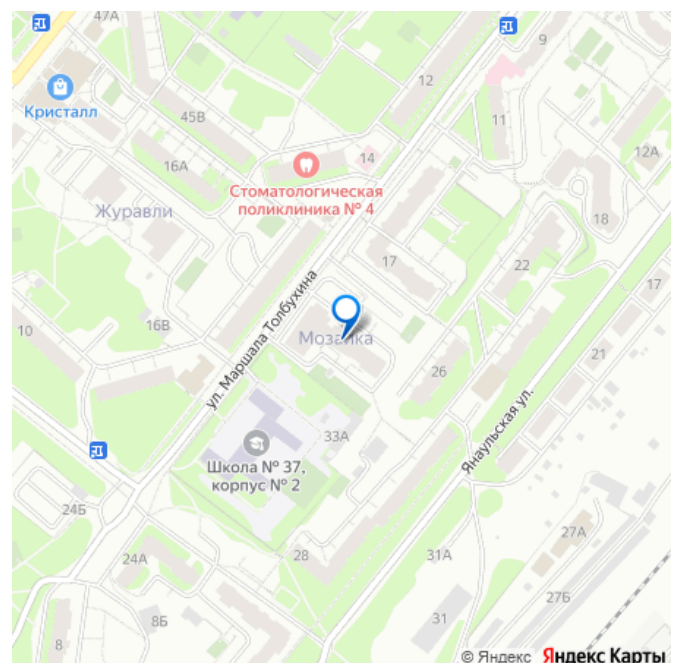 47А
9
12
Кристалл
45В
11
14
12А
16А
Стоматологическая
поликлиника № 4
Журавли
18
17
22
17
ул. Маршала Толбухина
16В
10
Мозаика
21
26
Янаульская ул.
33А
Школа № 37,
корпус № 2
24Б
27А
24А
28
31А
27Б
8Б
31
8
© Яндекс Яндекс Карты